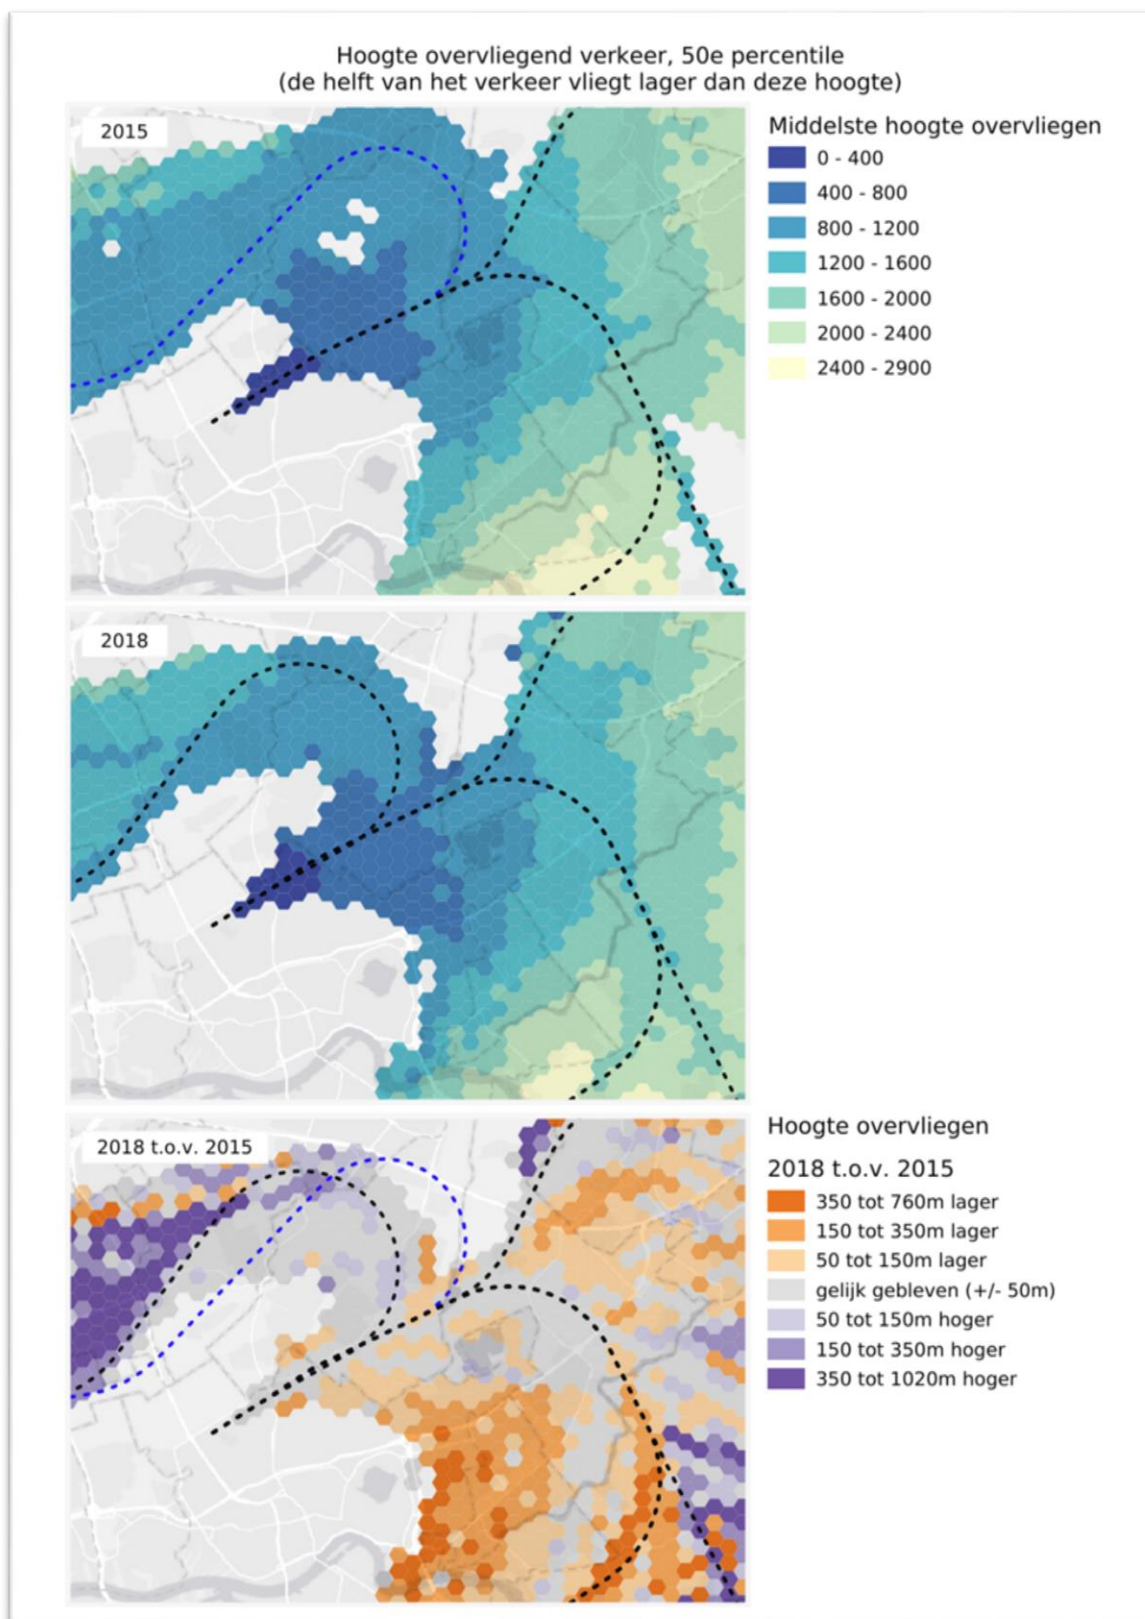 Hoogte overvliegend verkeer, 50e percentile
(de helft van het verkeer vliegt lager dan deze hoogte)
2015
Middelste hoogte overvliegen
0 - 400
400 - 800
800 - 1200
1200 - 1600
1600 - 2000
2000 - 2400
2400 - 2900
2018
2018 t.o.v. 2015
Hoogte overvliegen
2018 t.o.v. 2015
350 tot 760m lager
150 tot 350m lager
50 tot 150m lager
gelijk gebleven (+/- 50m)
50 tot 150m hoger
150 tot 350m hoger
350 tot 1020m hoger